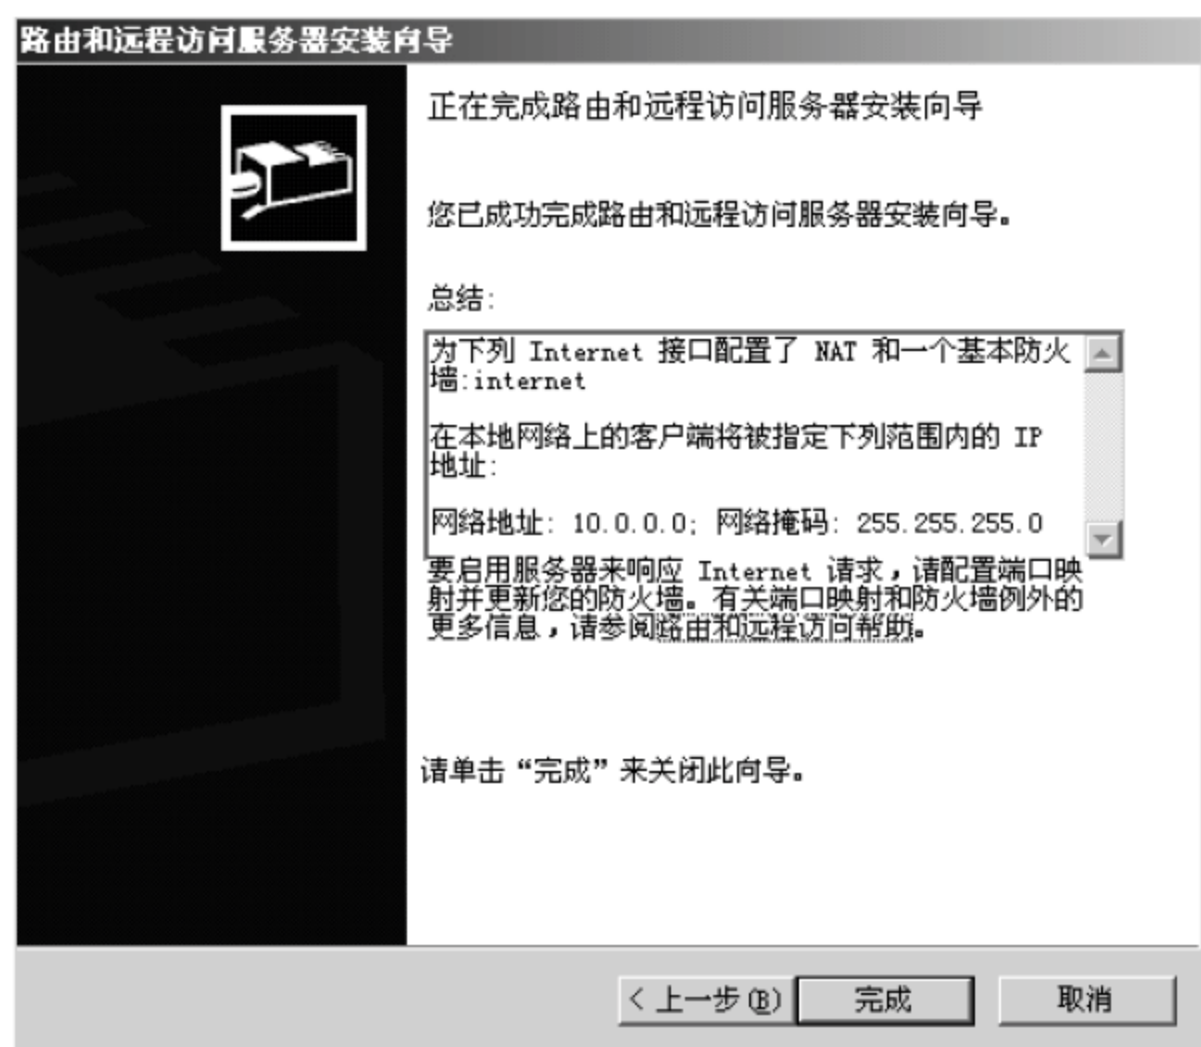 路由和远程访问服务器安装向导
正在完成路由和远程访问服务器安装向导
您已成功完成路由和远程访问服务器安装向导。
总结:
为下列 Internet 接口配置了 NAT 和一个基本防火
墙:internet
在本地网络上的客户端将被指定下列范围内的 IP
地址:
网络地址: 10.0.0.0; 网络掩码: 255.255.255.0
要启用服务器来响应 Internet 请求，请配置端口映
射并更新您的防火墙。有关端口映射和防火墙例外的
更多信息，请参阅路由和远程访问帮助。
请单击“完成”来关闭此向导。
< 上一步(B) 完成 取消